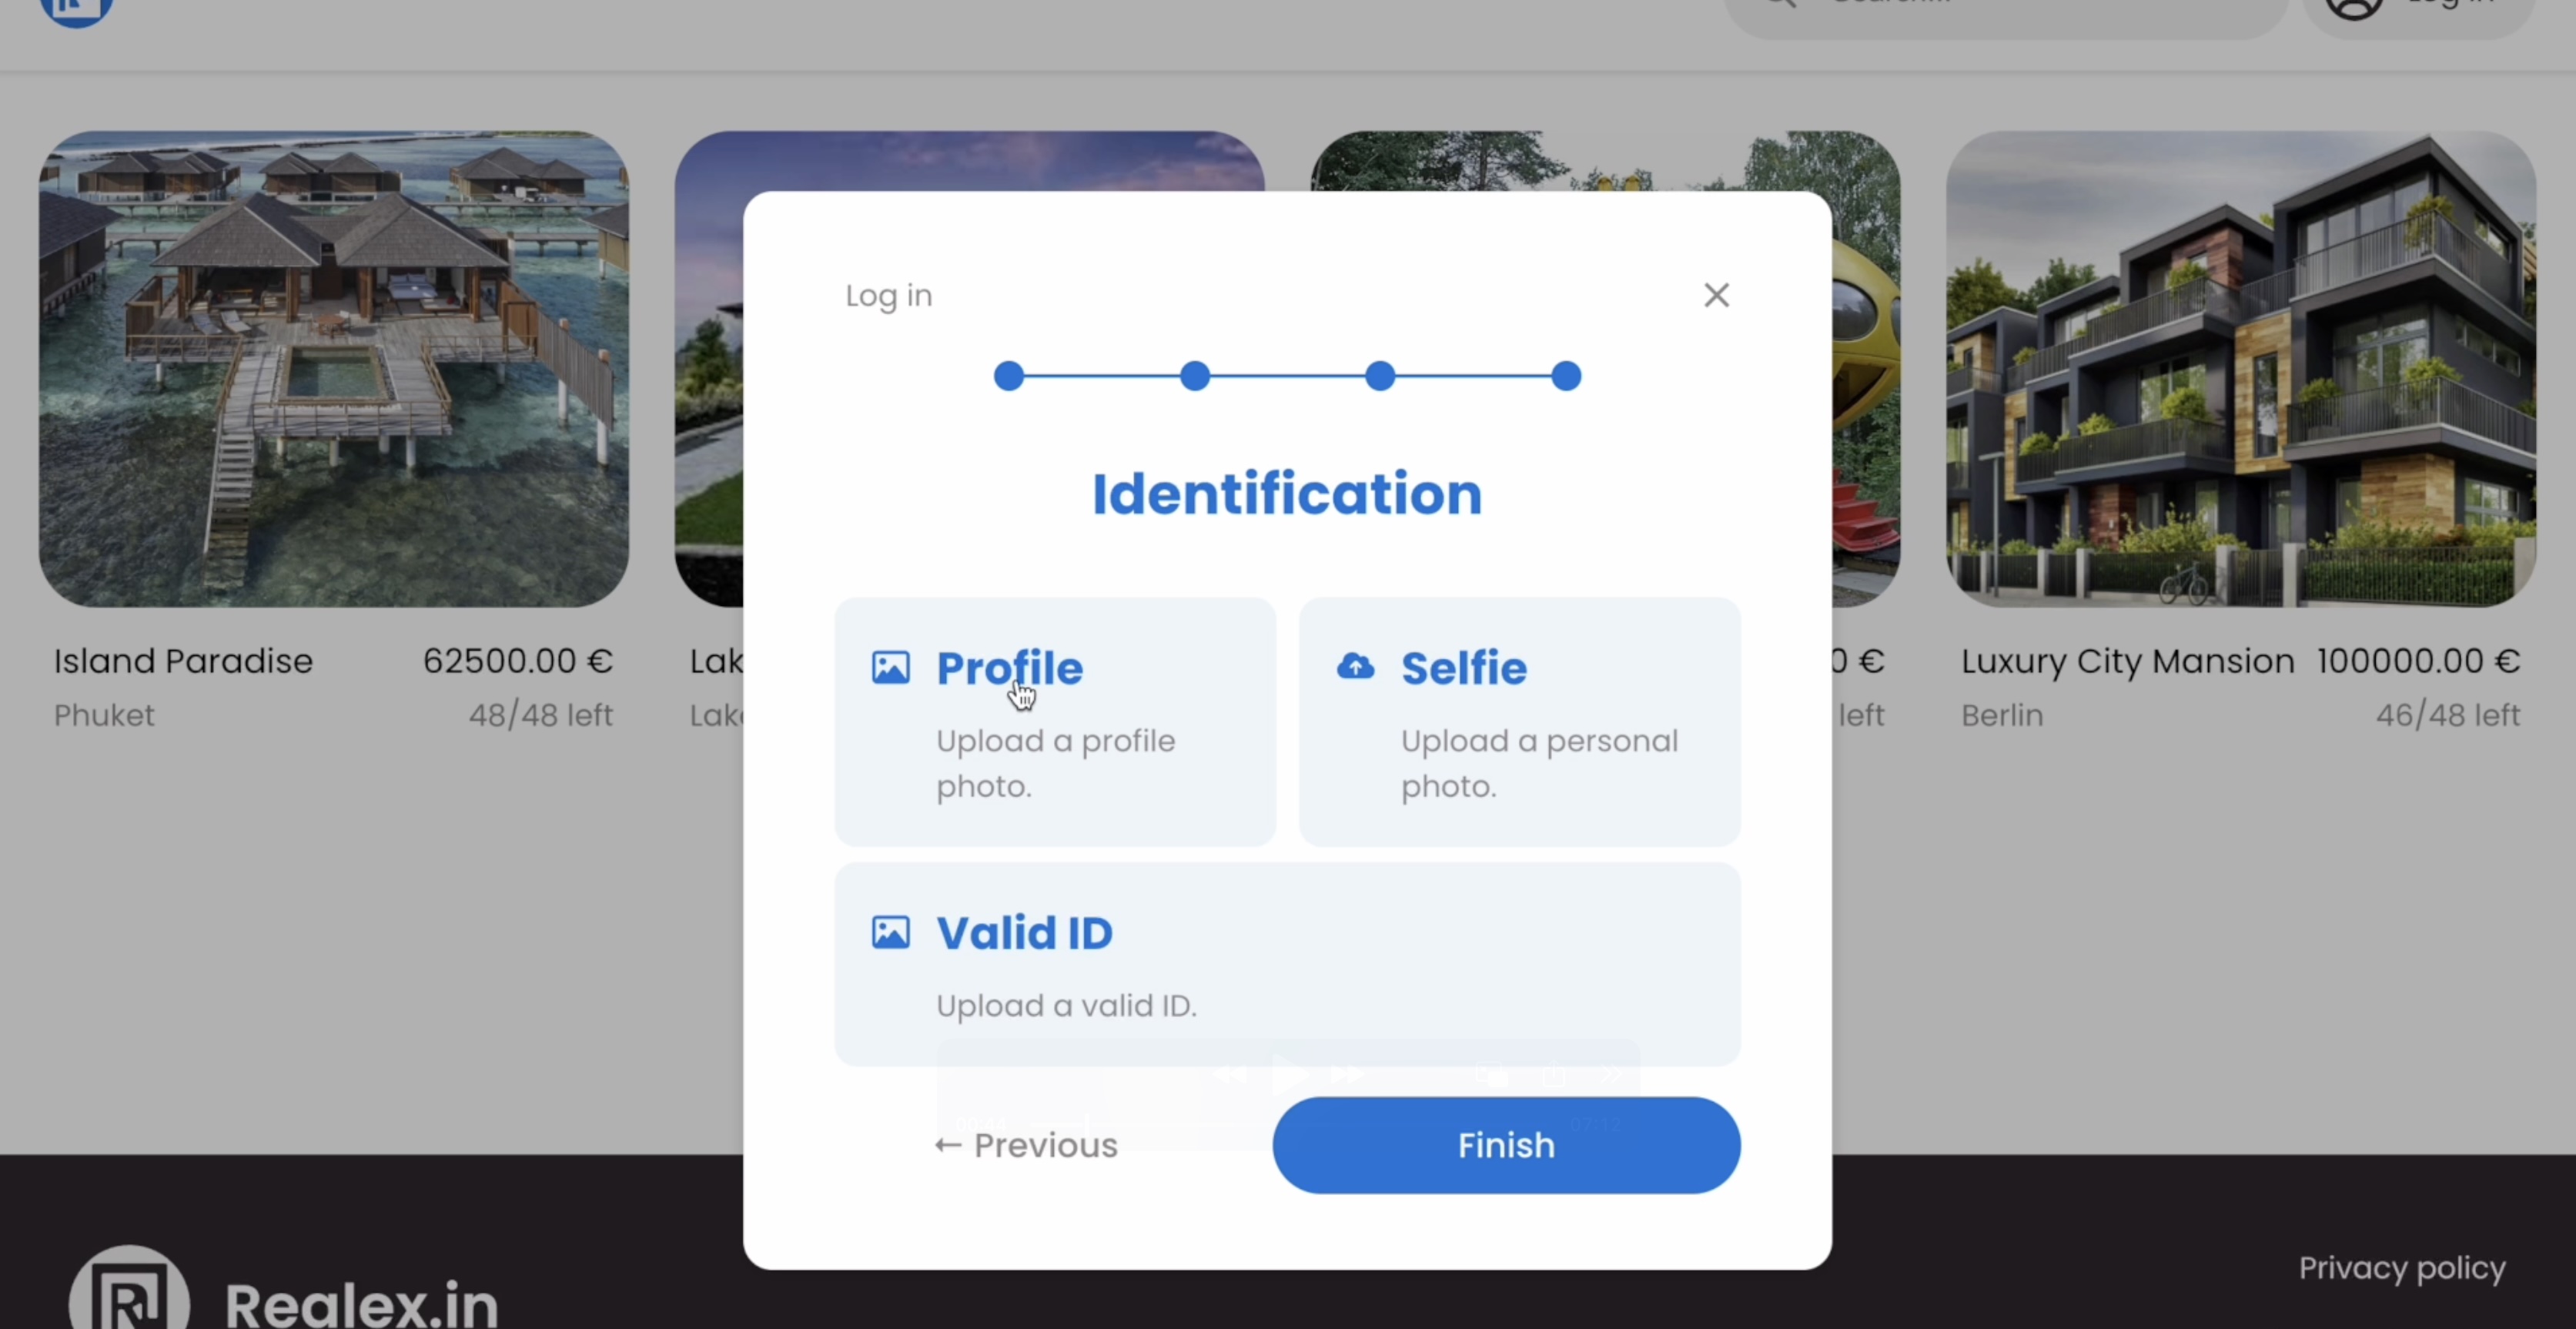 Log in
Identification
Profile
Upload a profile
photo.
Selfie
Upload a personal
photo.
Valid ID
Upload a valid ID.
← Previous
Finish
Island Paradise 62500.00 €
Phuket 48/48 left
0 €
left
Luxury City Mansion 100000.00 €
Berlin 46/48 left
Realex.in
Privacy policy